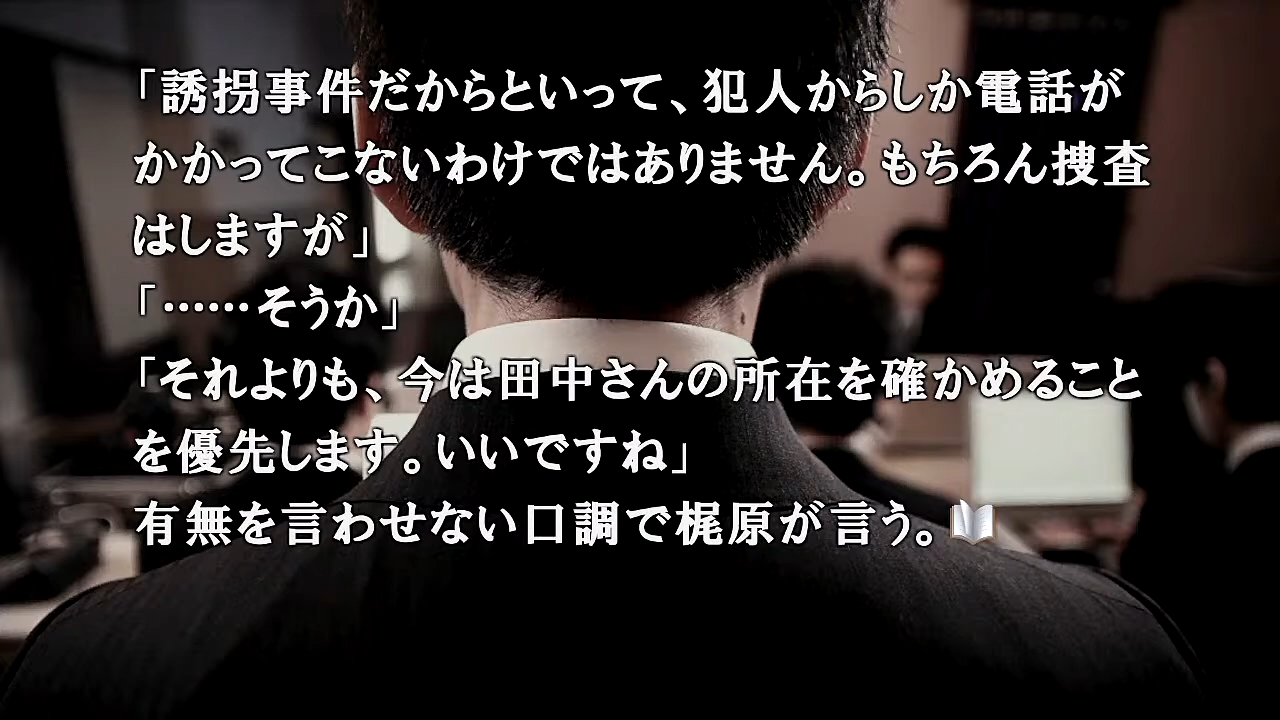 「誘拐事件だからといって、犯人からしか電話が
かかってこないわけではありません。もちろん捜査
はしますが」
「……そうか」
「それよりも、今は田中さんの所在を確かめること
を優先します。いいですね」
有無を言わせない口調で梶原が言う。